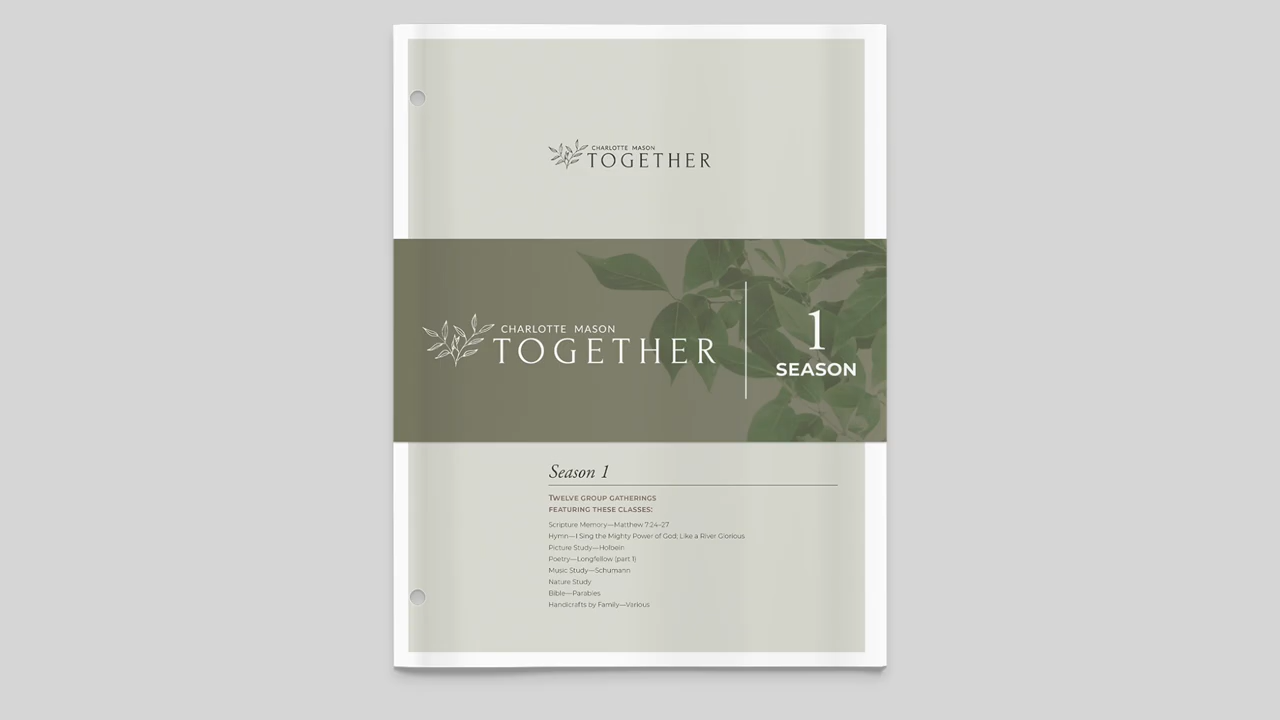 CHARLOTTE MASON
TOGETHER
CHARLOTTE MASON
TOGETHER
1
SEASON
Season 1
TWELVE GROUP GATHERINGS
FEATURING THESE CLASSES:
Scripture Memory—Matthew 7:24–27
Hymn—I Sing the Mighty Power of God; Like a River Glorious
Picture Study—Holbein
Poetry—Longfellow (part 1)
Music Study—Schumann
Nature Study
Bible—Parables
Handicrafts by Family—Various